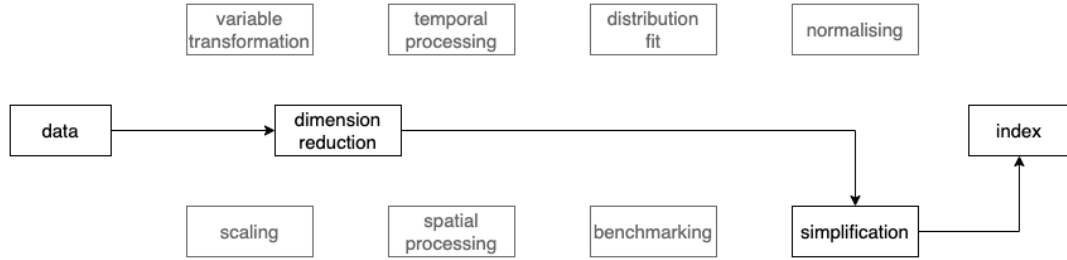 variable
transformation
temporal
processing
distribution
fit
normalising
data
dimension
reduction
index
scaling
spatial
processing
benchmarking
simplification